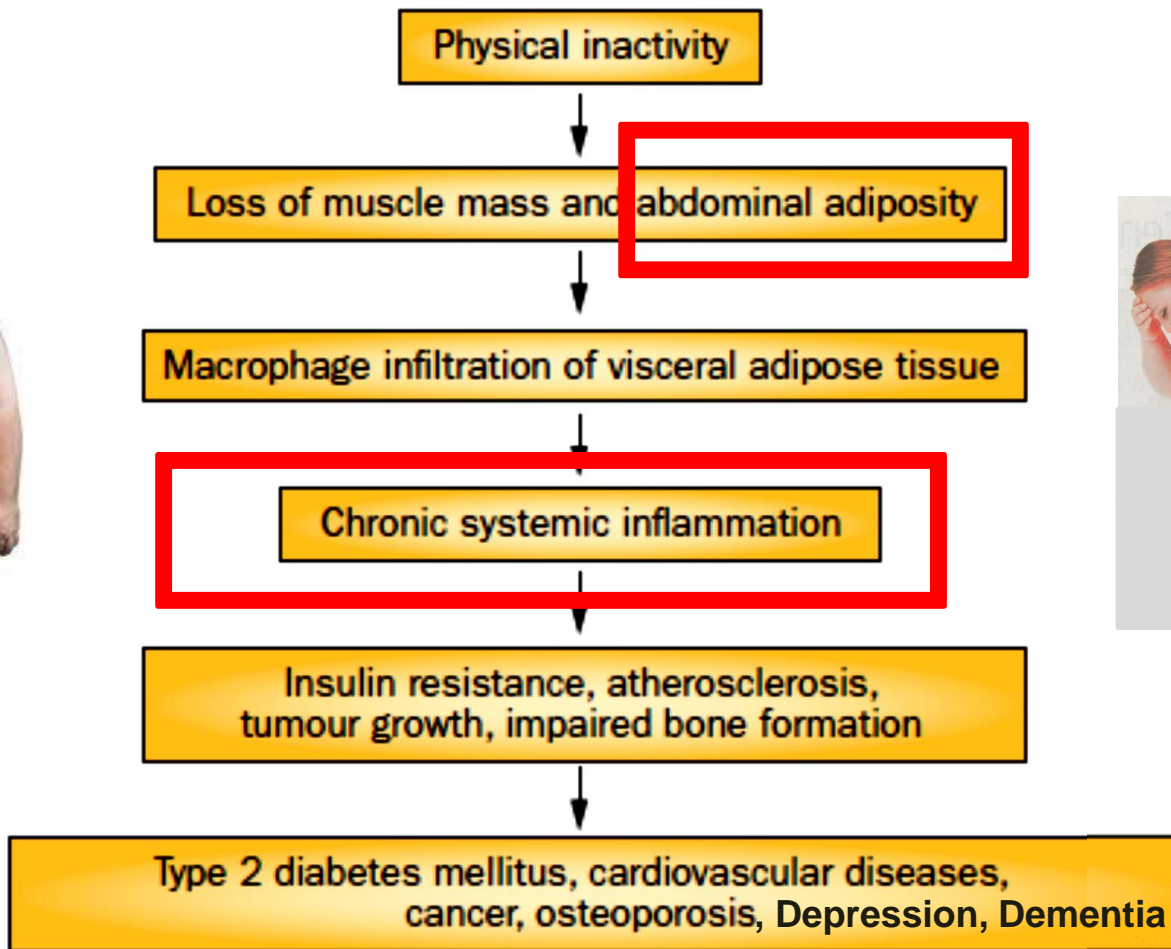 Physical inactivity
Loss of muscle mass and abdominal adiposity
Macrophage infiltration of visceral adipose tissue
Chronic systemic inflammation
Insulin resistance, atherosclerosis,
tumour growth, impaired bone formation
Type 2 diabetes mellitus, cardiovascular diseases,
cancer, osteoporosis, Depression, Dementia